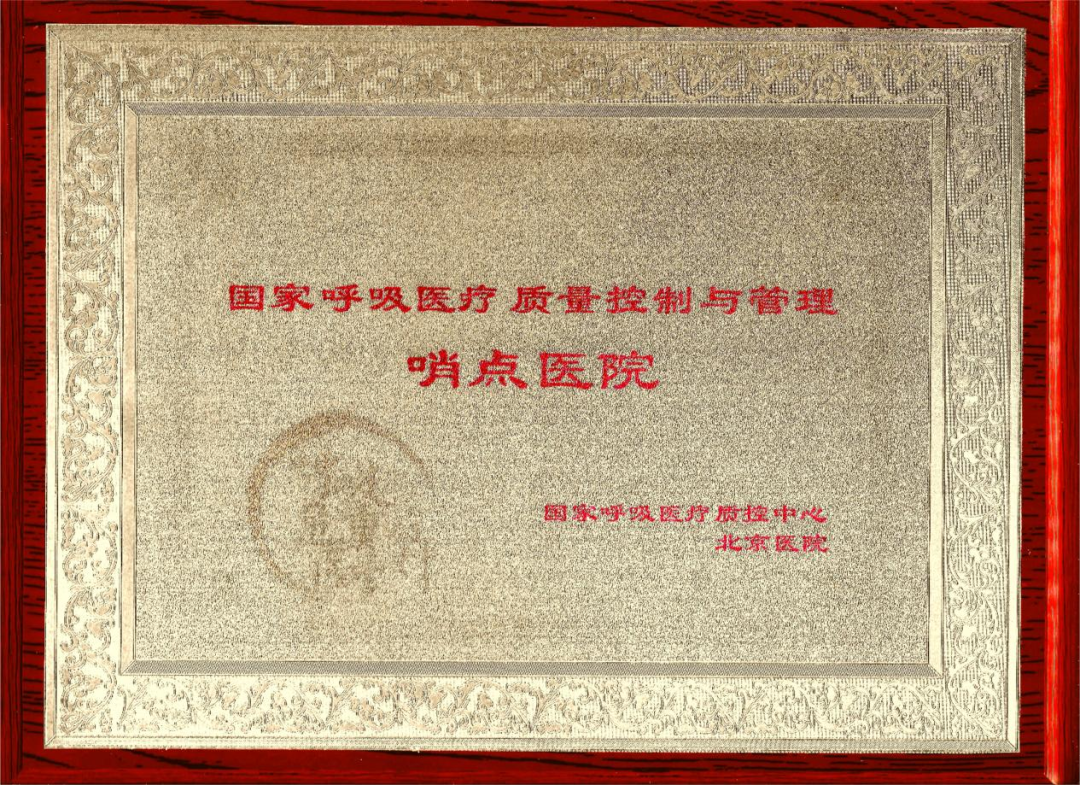 国家呼吸医疗质量控制与管理
哨点医院
国家呼吸医疗质控中心
北京医院